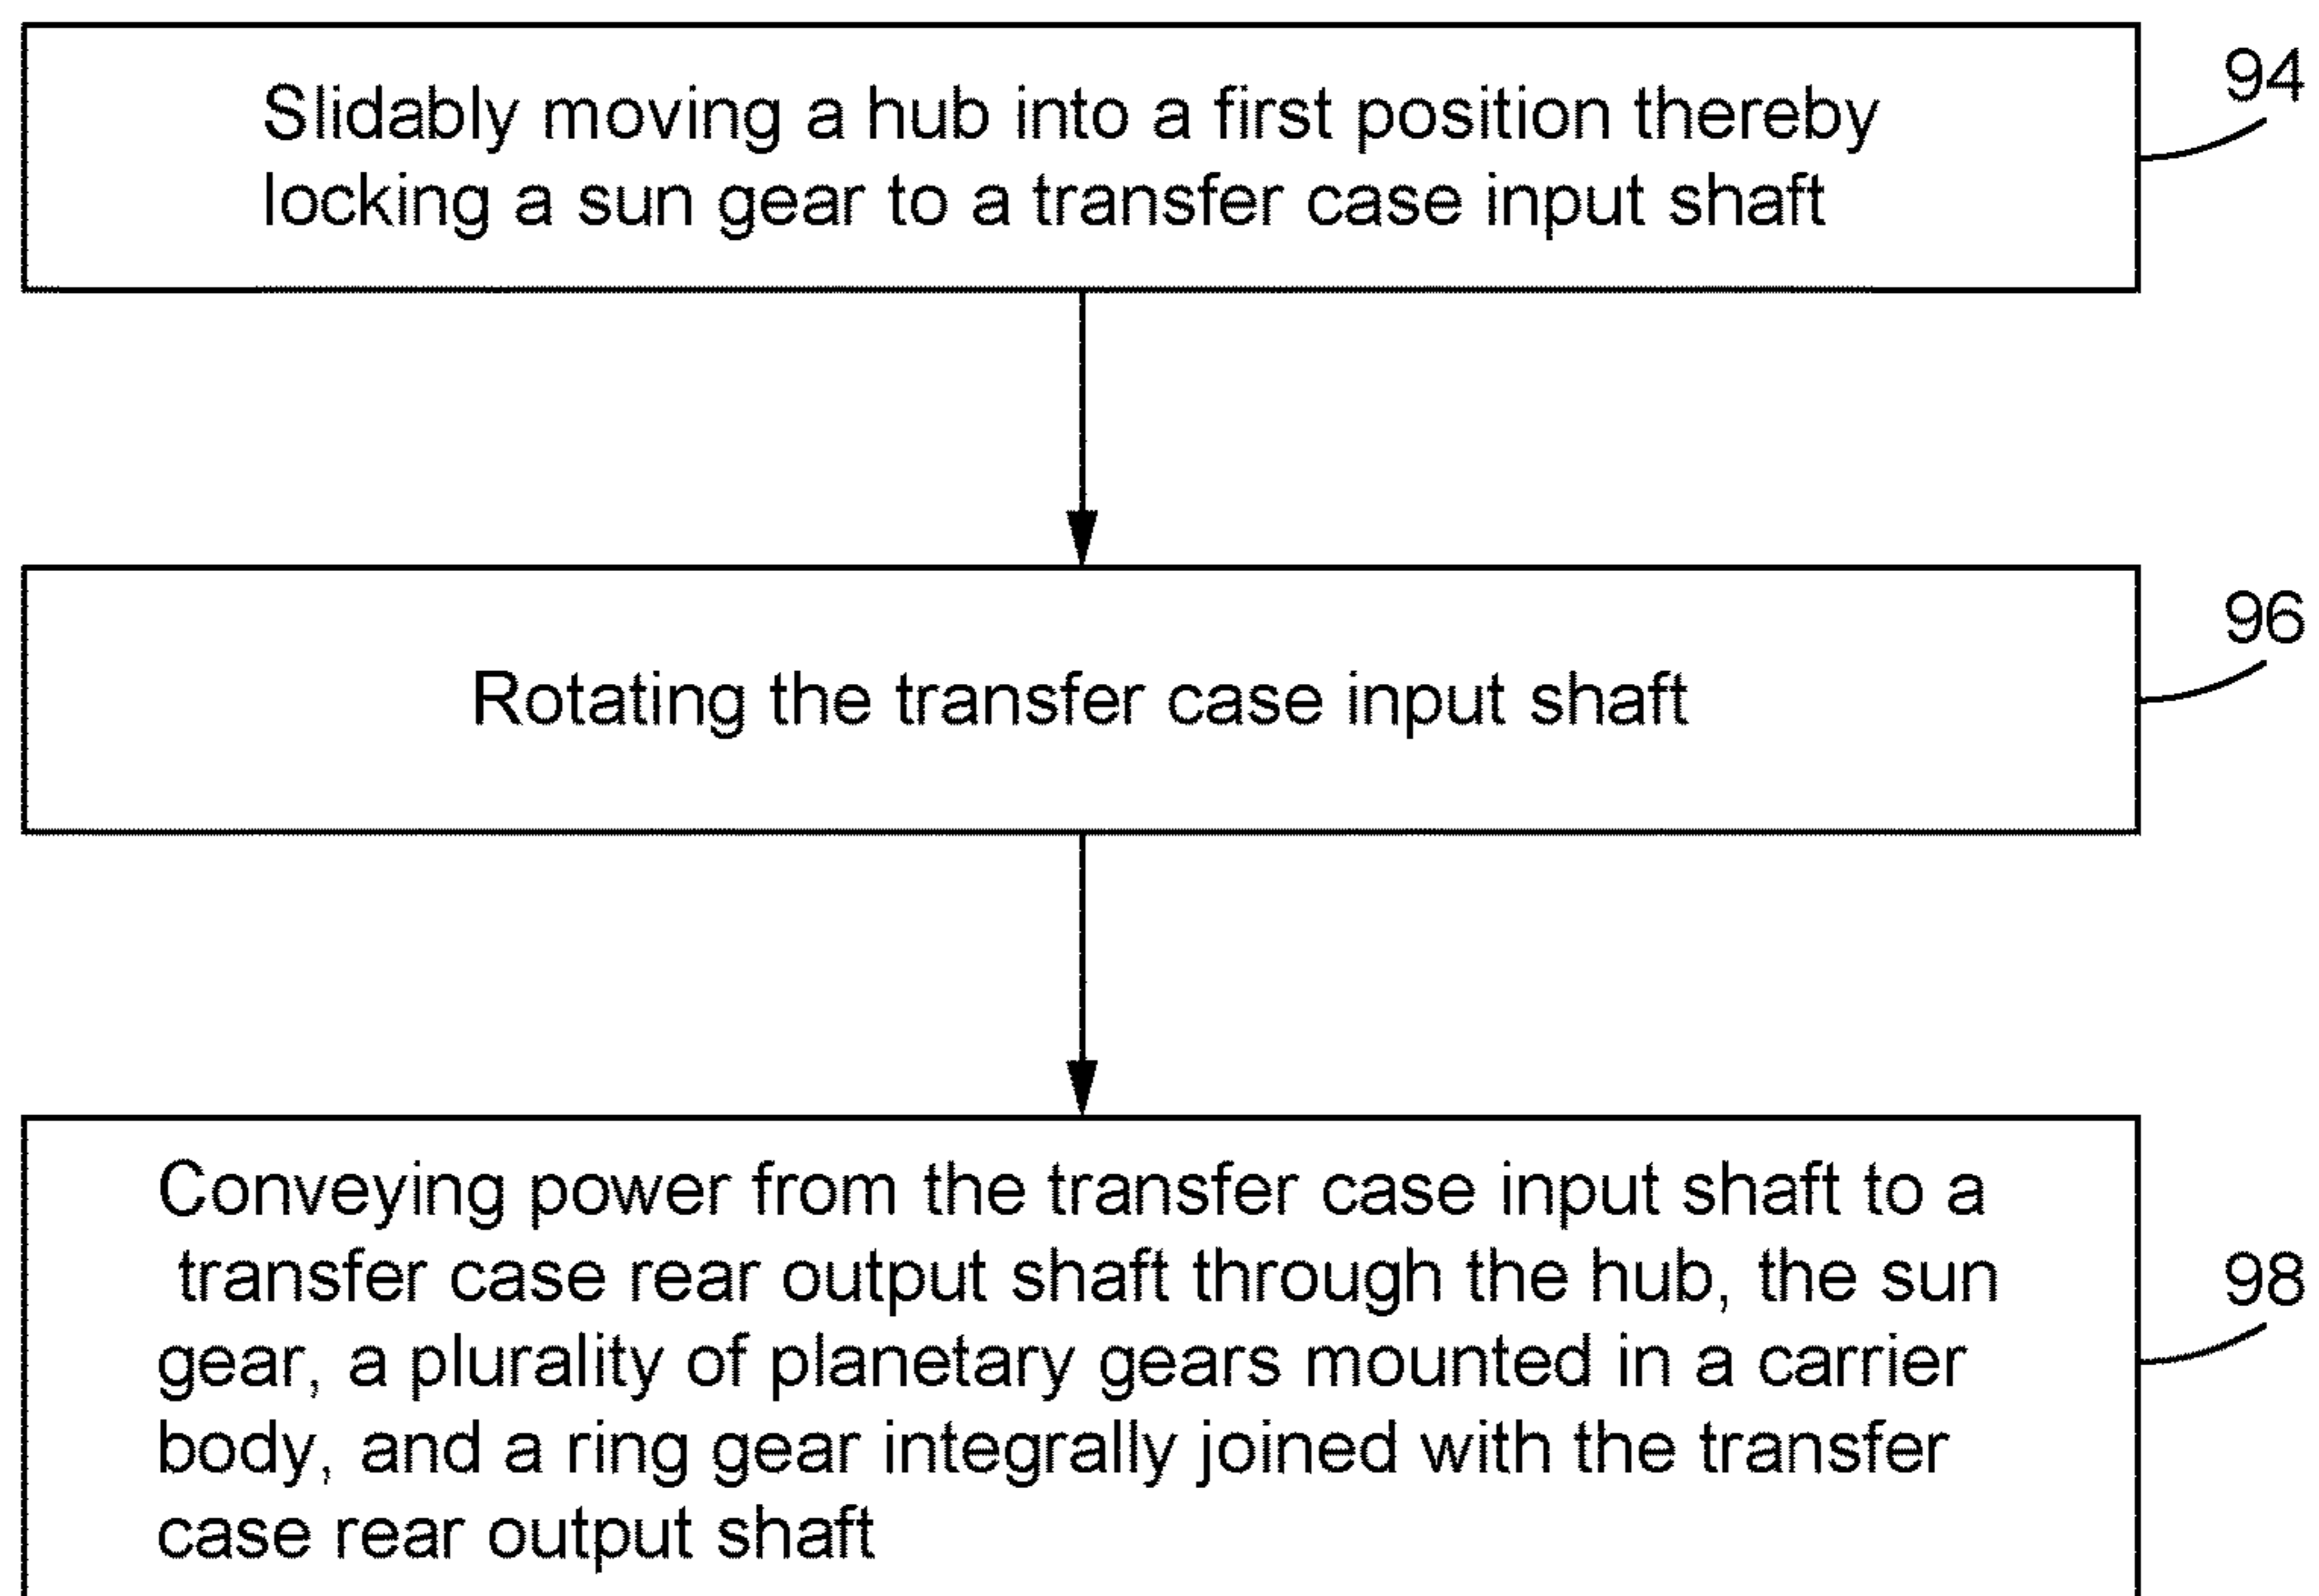 Slidably moving a hub into a first position thereby
locking a sun gear to a transfer case input shaft
94
Rotating the transfer case input shaft
96
Conveying power from the transfer case input shaft to a
transfer case rear output shaft through the hub, the sun
gear, a plurality of planetary gears mounted in a carrier
body, and a ring gear integrally joined with the transfer
case rear output shaft
98